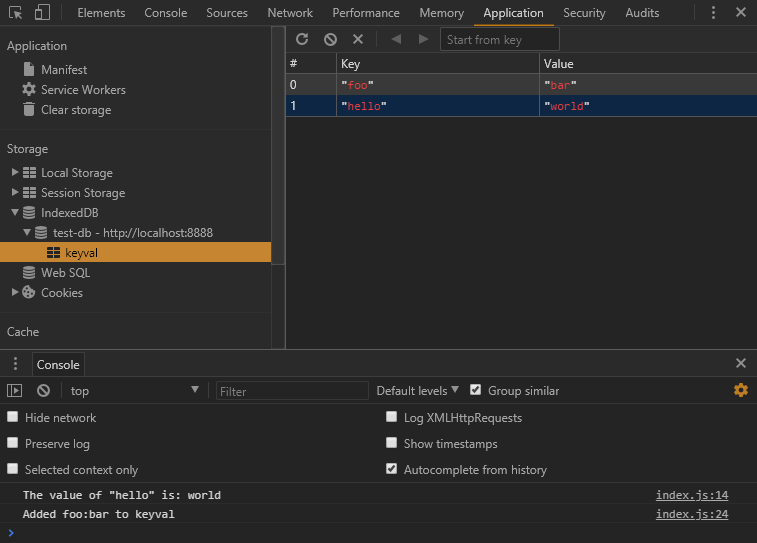 Elements Console Sources Network Performance Memory Application Security Audits
Application
Manifest
Service Workers
Clear storage
Storage
Local Storage
Session Storage
IndexedDB
test-db - http://localhost:8888
keyval
Web SQL
Cookies
Cache
Start from key
# Key Value
0 "foo" "bar"
1 "hello" "world"
Console
top Filter Default levels Group similar
Hide network Log XMLHttpRequests
Preserve log Show timestamps
Selected context only Autocomplete from history
The value of "hello" is: world index.js:14
Added foo:bar to keyval index.js:24